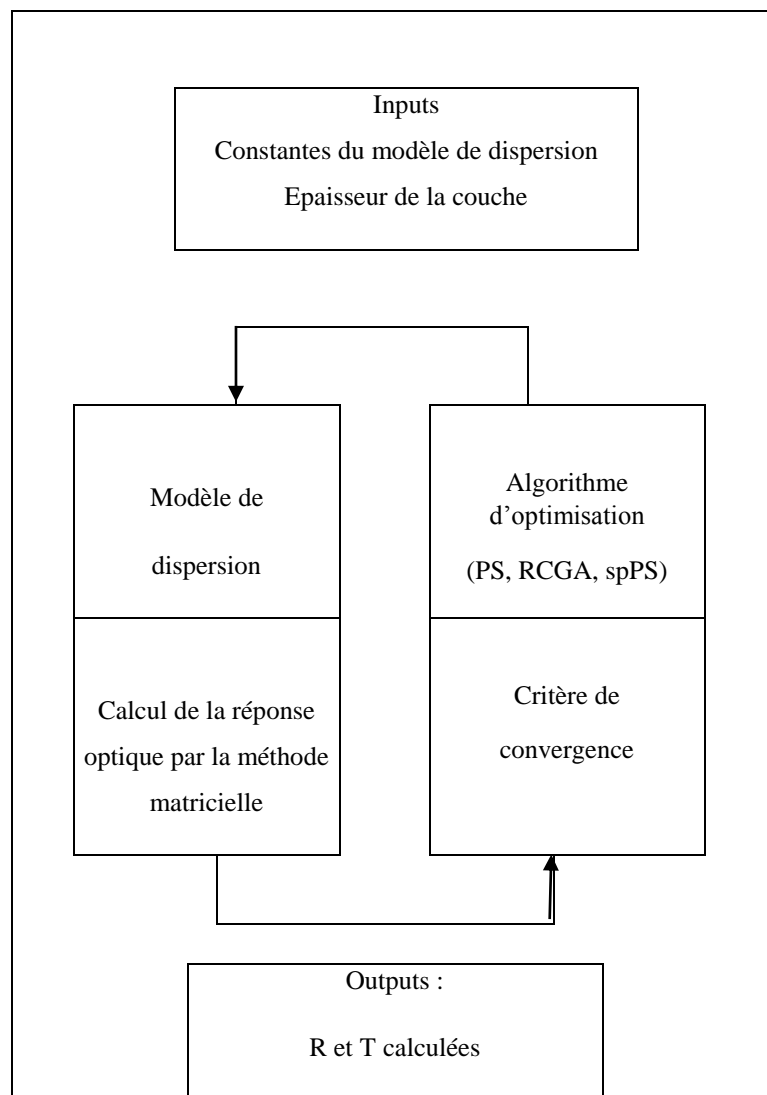 Inputs
Constantes du modèle de dispersion
Epaisseur de la couche
Modèle de
dispersion
Algorithme
d’optimisation
(PS, RCGA, spPS)
Calcul de la réponse
optique par la méthode
matricielle
Critère de
convergence
Outputs :
R et T calculées